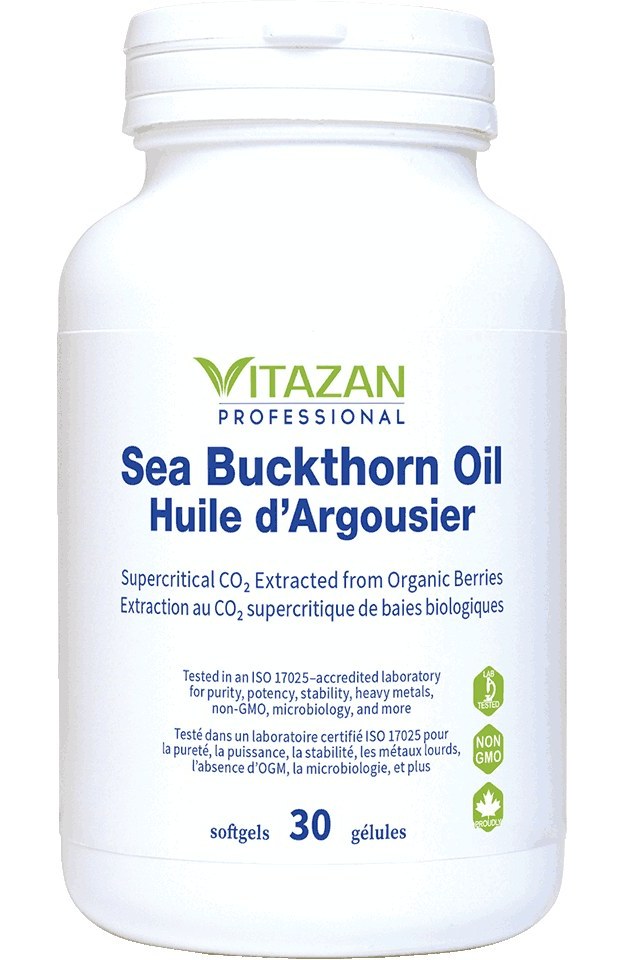 VITAZAN
PROFESSIONAL
Sea Buckthorn Oil
Huile d'Argousier
Supercritical CO₂ Extracted from Organic Berries
Extraction au CO₂ supercritique de baies biologiques
Tested in an ISO 17025–accredited laboratory
for purity, potency, stability, heavy metals,
non-GMO, microbiology, and more
Testé dans un laboratoire certifié ISO 17025 pour
la pureté, la puissance, la stabilité, les métaux lourds,
l'absence d'OGM, la microbiologie, et plus
LAB
TESTED
NON
GMO
PROUDLY
softgels 30 gélules